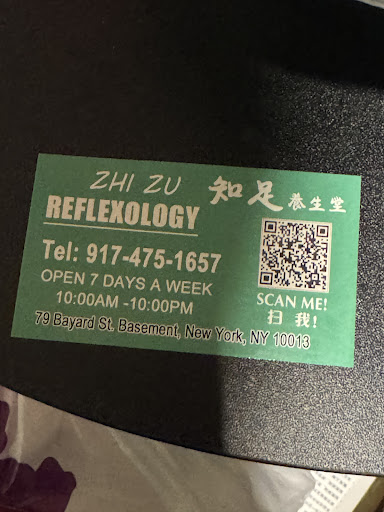 ZHI ZU 知足養生堂
REFLEXOLOGY
Tel: 917-475-1657
OPEN 7 DAYS A WEEK
10:00AM -10:00PM
SCAN ME!
扫 我!
79 Bayard St, Basement, New York, NY 10013